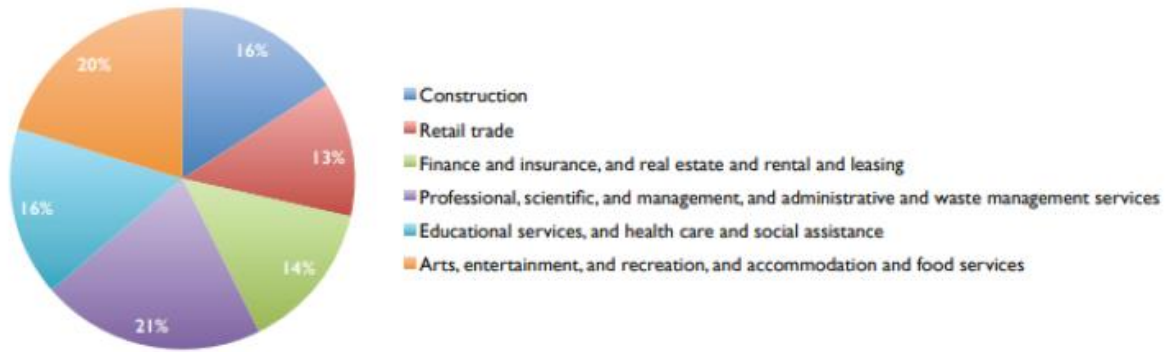 16%
20%
13%
16%
14%
21%
Construction
Retail trade
Finance and insurance, and real estate and rental and leasing
Professional, scientific, and management, and administrative and waste management services
Educational services, and health care and social assistance
Arts, entertainment, and recreation, and accommodation and food services